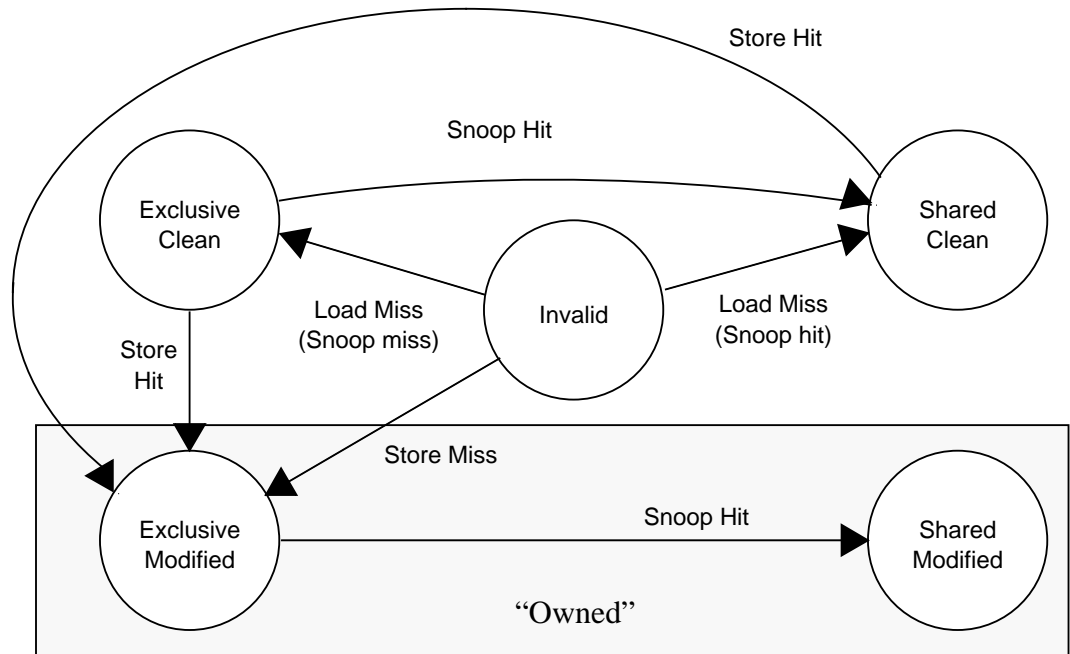 Store Hit
Snoop Hit
Exclusive
Clean
Shared
Clean
Invalid
Load Miss
(Snoop miss)
Load Miss
(Snoop hit)
Store
Hit
Store Miss
Exclusive
Modified
Snoop Hit
Shared
Modified
“Owned”